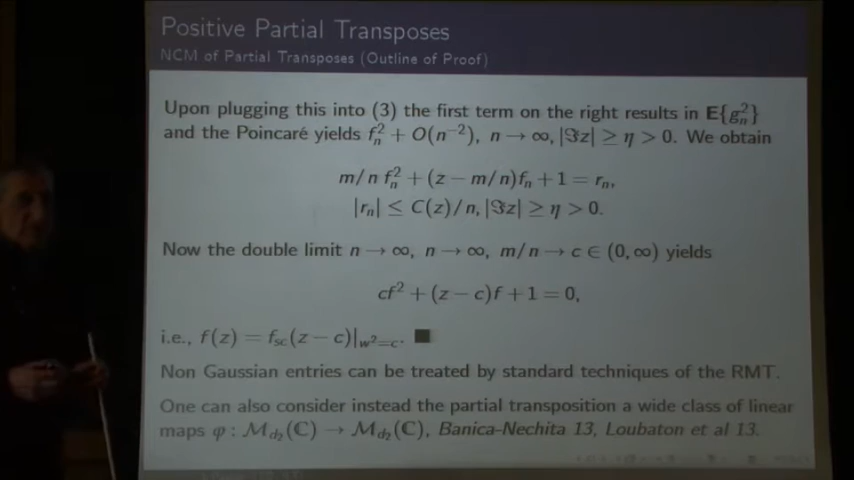 Positive Partial Transposes
NCM of Partial Transposes (Outline of Proof)
Upon plugging this into (3) the first term on the right results in E{g_n^2}
and the Poincaré yields f_n^2 + O(n^{-2}), n → ∞, |ℑz| ≥ η > 0. We obtain
m/n f_n^2 + (z − m/n)f_n + 1 = r_n,
|r_n| ≤ C(z)/n, |ℑz| ≥ η > 0.
Now the double limit n → ∞, n → ∞, m/n → c ∈ (0, ∞) yields
cf^2 + (z − c)f + 1 = 0,
i.e., f(z) = f_{sc}(z − c)|_{w^2=c}. ■
Non Gaussian entries can be treated by standard techniques of the RMT.
One can also consider instead the partial transposition a wide class of linear
maps φ : M_{d_2}(ℂ) → M_{d_2}(ℂ), Banica-Nechita 13, Loubaton et al 13.